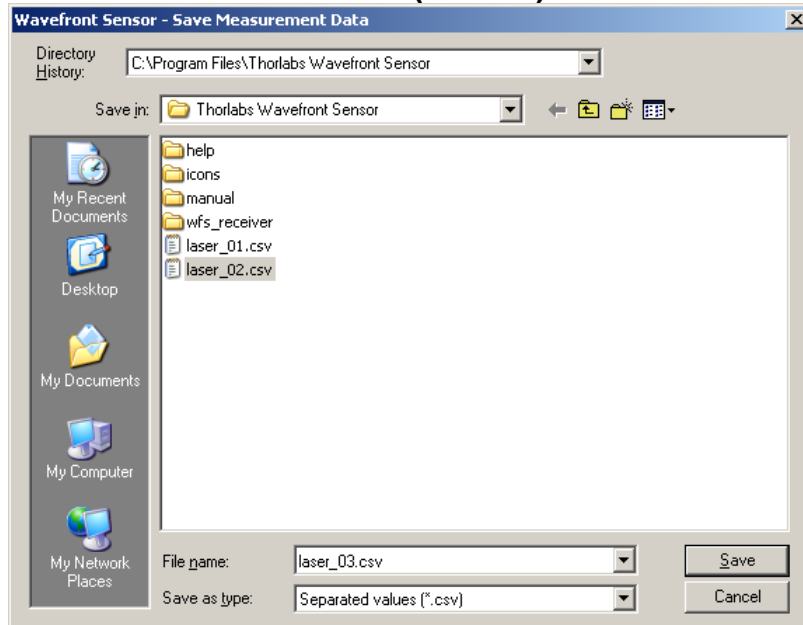 Wavefront Sensor - Save Measurement Data
Directory
History:
C:\Program Files\Thorlabs Wavefront Sensor
Save in:
Thorlabs Wavefront Sensor
My Recent
Documents
Desktop
My Documents
My Computer
My Network
Places
help
icons
manual
wfs_receiver
laser_01.csv
laser_02.csv
File name:
laser_03.csv
Save
Save as type:
Separated values (*.csv)
Cancel